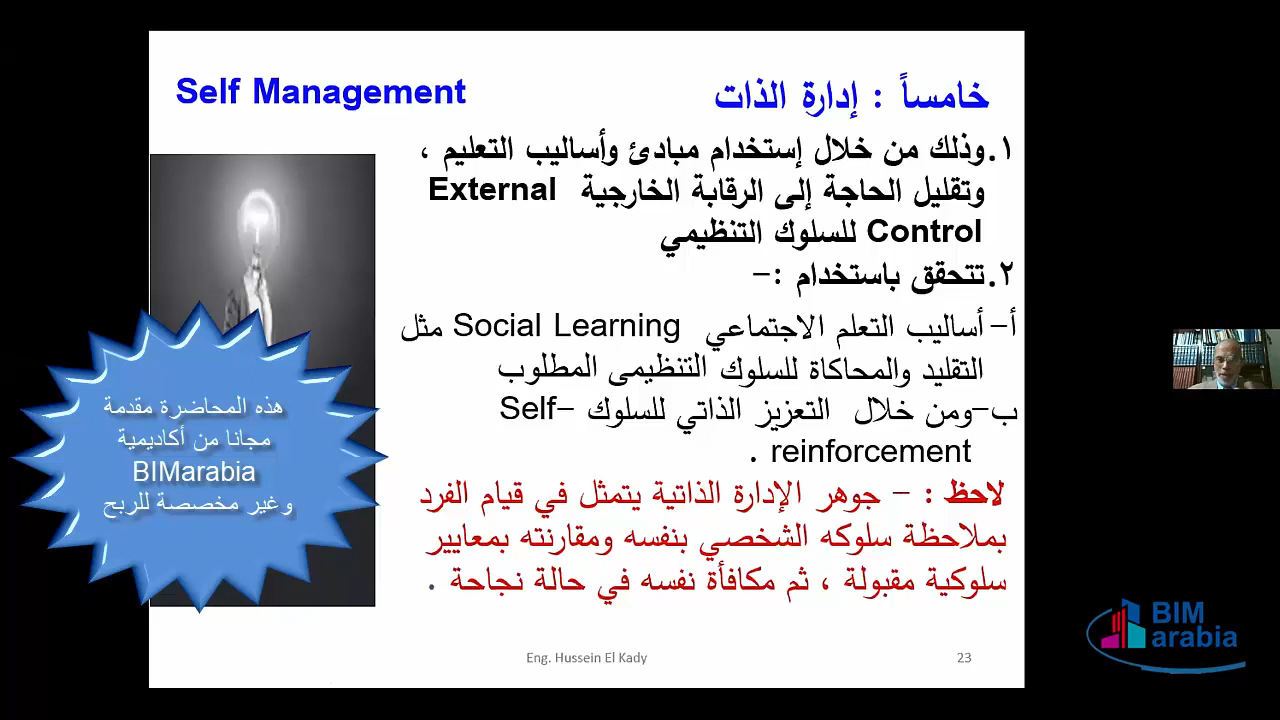 خامساً : إدارة الذات
Self Management
١.وذلك من خلال إستخدام مبادئ وأساليب التعليم ،
وتقليل الحاجة إلى الرقابة الخارجية External
Control للسلوك التنظيمي
٢.تتحقق باستخدام :–
أ– أساليب التعلم الاجتماعي Social Learning مثل
التقليد والمحاكاة للسلوك التنظيمى المطلوب
ب–ومن خلال التعزيز الذاتي للسلوك Self–
reinforcement .
لاحظ : – جوهر الإدارة الذاتية يتمثل في قيام الفرد
بملاحظة سلوكه الشخصي بنفسه ومقارنته بمعايير
سلوكية مقبولة ، ثم مكافأة نفسه في حالة نجاحة .
هذه المحاضرة مقدمة
مجانا من أكاديمية
BIMarabia
وغير مخصصة للربح
Eng. Hussein El Kady
23
BIM
arabia